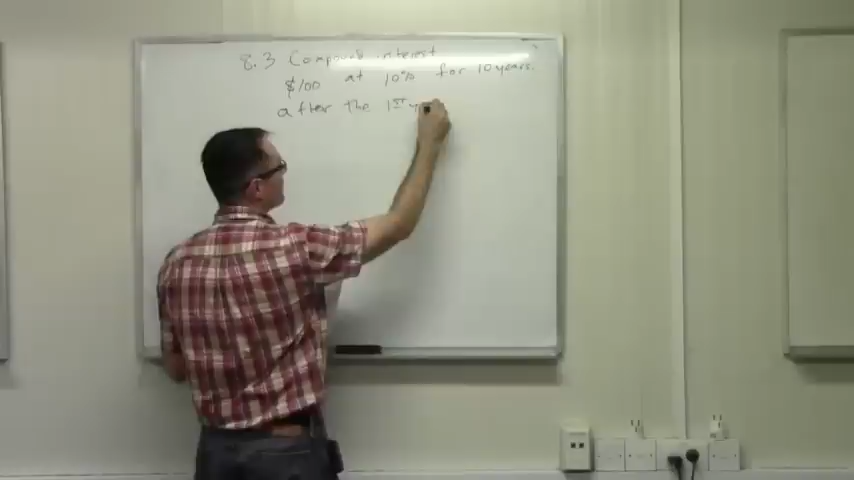 8.3 Compound interest
$100 at 10% for 10 years.
after the 1st y